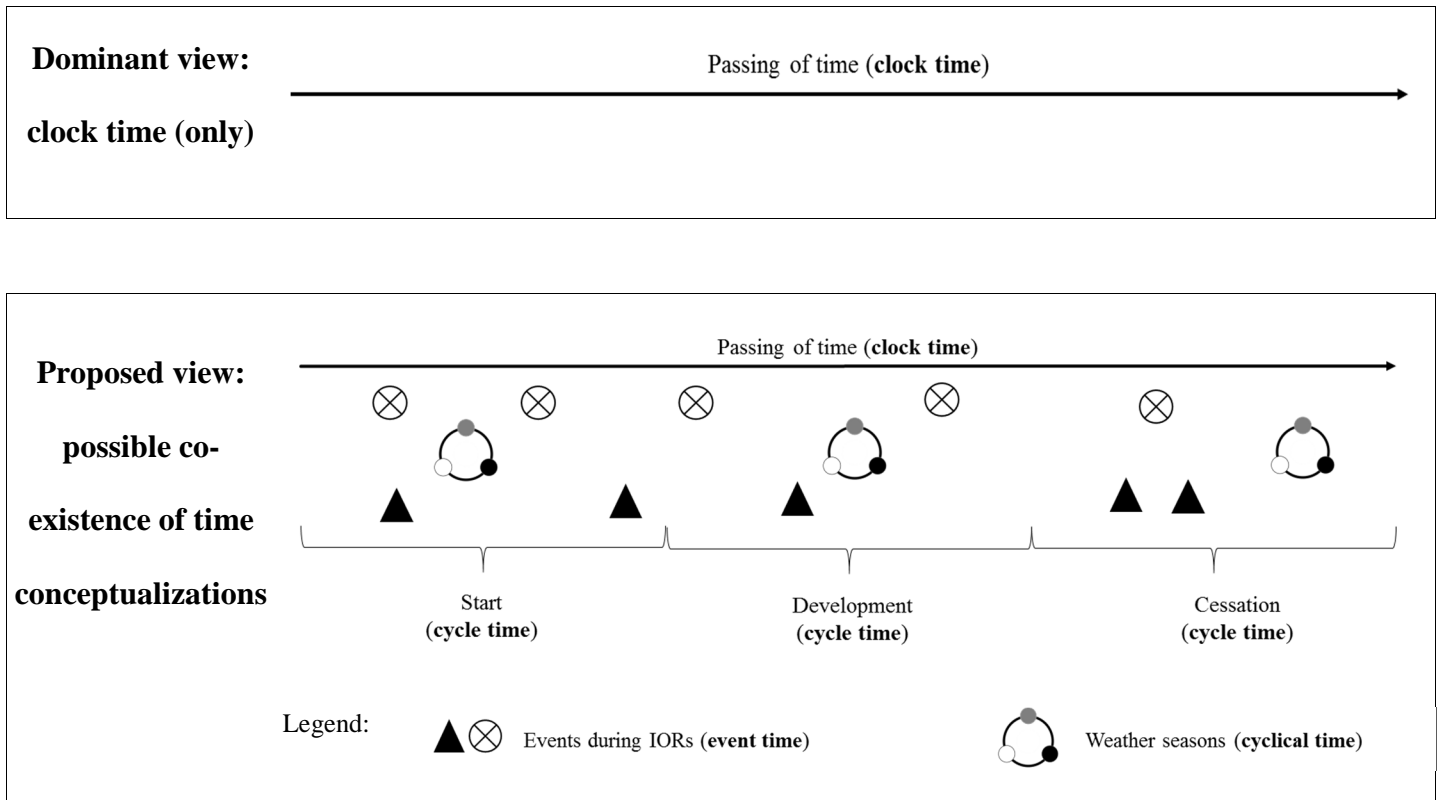 Dominant view:
clock time (only)
Passing of time (clock time)
Proposed view:
possible co-
existence of time
conceptualizations
Passing of time (clock time)
Start
(cycle time)
Development
(cycle time)
Cessation
(cycle time)
Legend:
Events during IORs (event time)
Weather seasons (cyclical time)